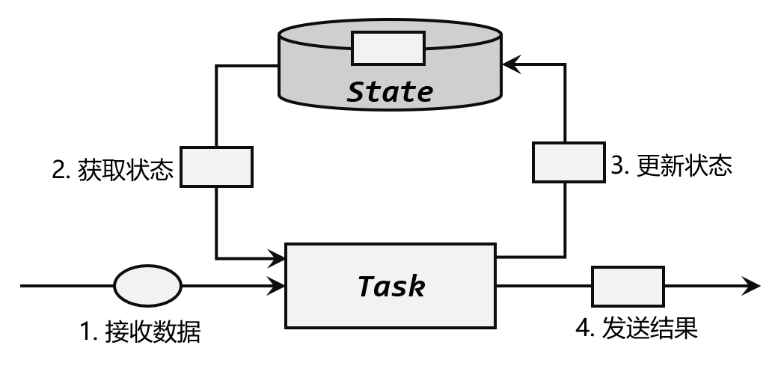 State
2. 获取状态
3. 更新状态
Task
1. 接收数据
4. 发送结果